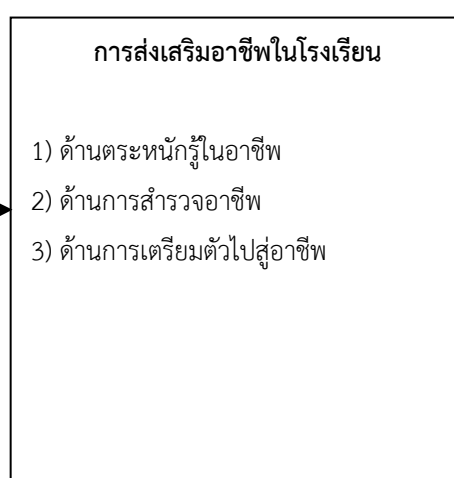 การส่งเสริมอาชีพในโรงเรียน
1) ด้านตระหนักรู้ในอาชีพ
2) ด้านการสำรวจอาชีพ
3) ด้านการเตรียมตัวไปสู่อาชีพ